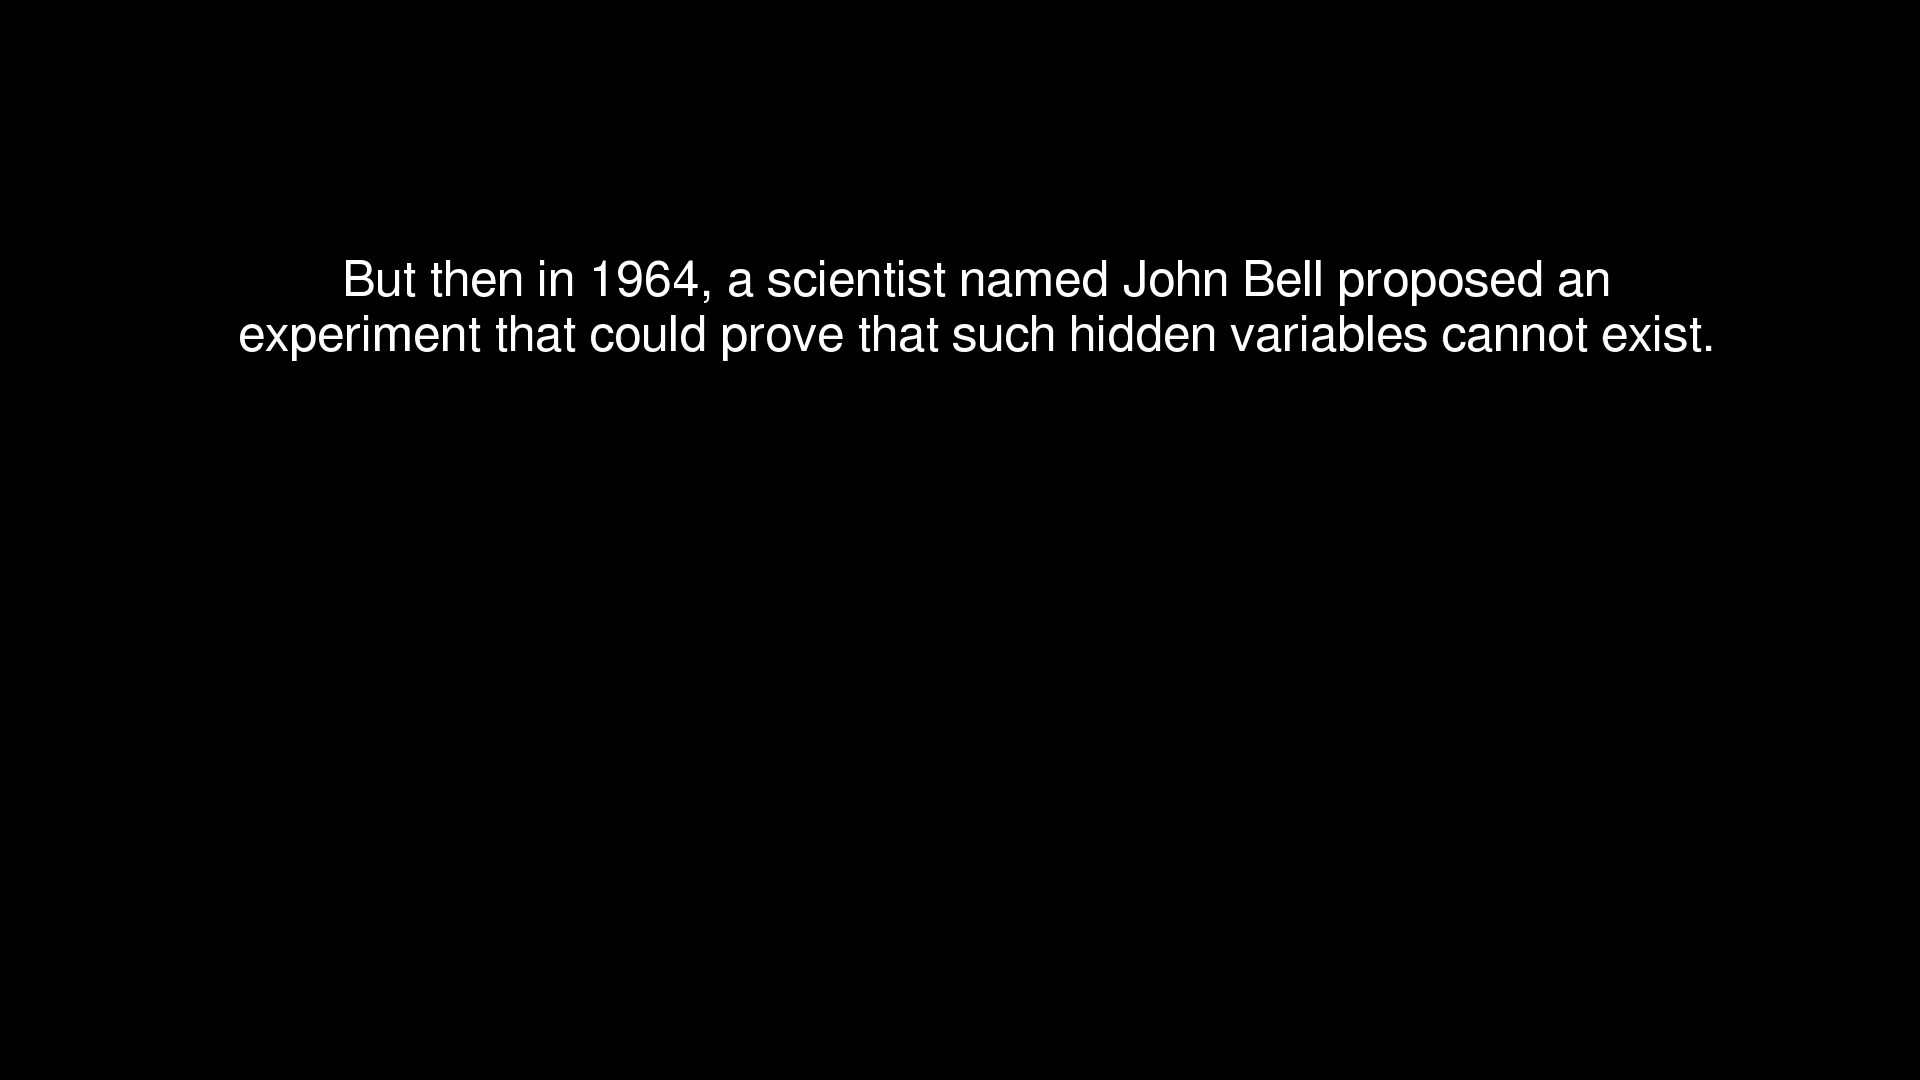 But then in 1964, a scientist named John Bell proposed an
experiment that could prove that such hidden variables cannot exist.